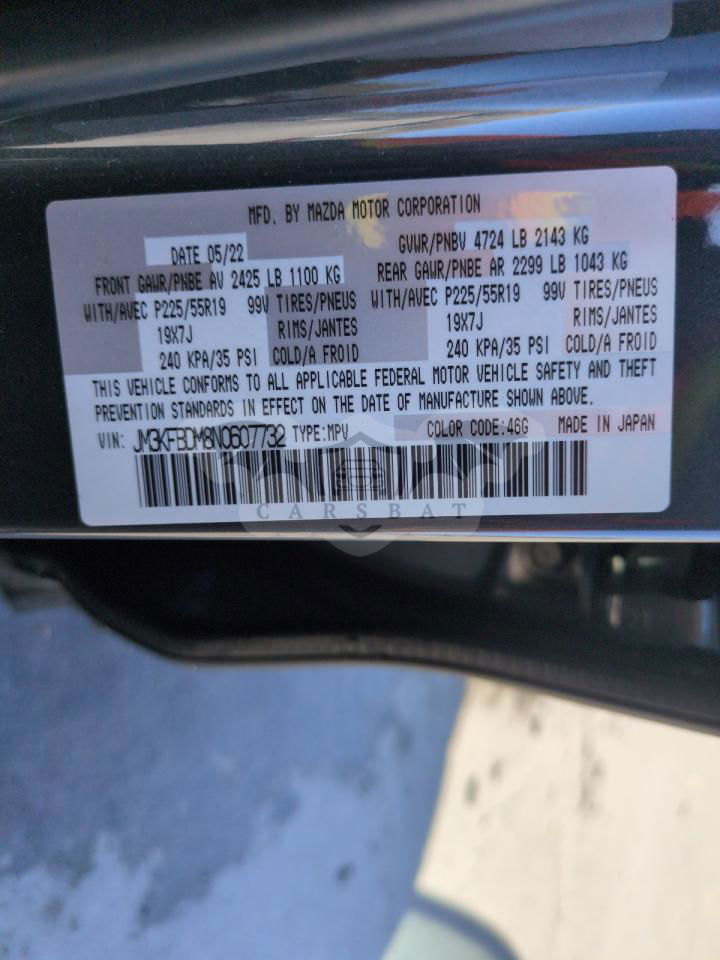 MFD. BY MAZDA MOTOR CORPORATION
DATE 05/22 GVWR/PNBV 4724 LB 2143 KG
FRONT GAWR/PNBE AV 2425 LB 1100 KG REAR GAWR/PNBE AR 2299 LB 1043 KG
WITH/AVEC P225/55R19 99V TIRES/PNEUS WITH/AVEC P225/55R19 99V TIRES/PNEUS
19X7J RIMS/JANTES 19X7J RIMS/JANTES
240 KPA/35 PSI COLD/A FROID 240 KPA/35 PSI COLD/A FROID
THIS VEHICLE CONFORMS TO ALL APPLICABLE FEDERAL MOTOR VEHICLE SAFETY AND THEFT
PREVENTION STANDARDS IN EFFECT ON THE DATE OF MANUFACTURE SHOWN ABOVE.
VIN: JM3KFBDM8N0607732 TYPE:MPV COLOR CODE:46G MADE IN JAPAN
CARSBAT